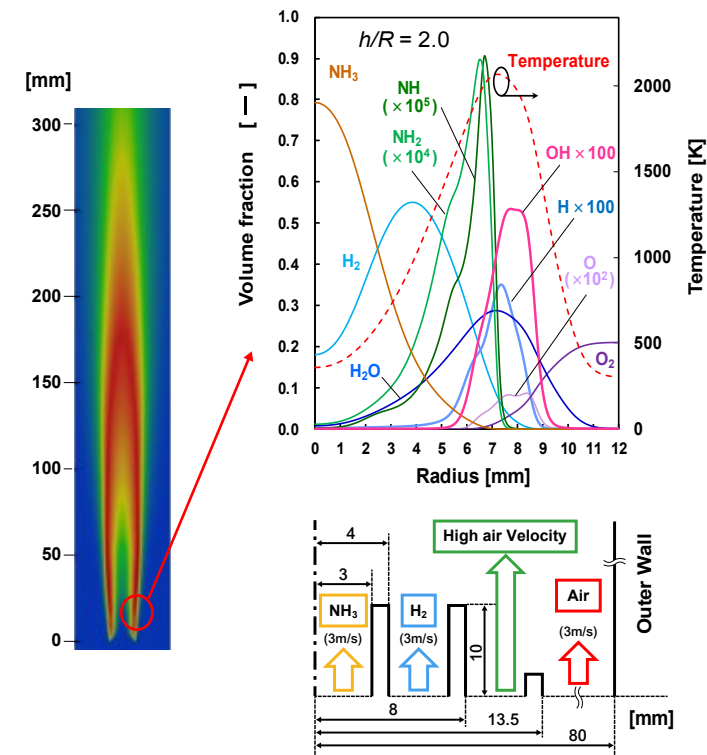 [mm]
300
250
200
150
100
50
0
Volume fraction [ — ]
1.0
0.9
0.8
0.7
0.6
0.5
0.4
0.3
0.2
0.1
0.0
h/R = 2.0
NH₃
NH
(×10⁵)
NH₂
(×10⁴)
Temperature
OH ×100
H ×100
O
(×10²)
H₂
H₂O
O₂
2000
1500
1000
500
0
Temperature [K]
0 1 2 3 4 5 6 7 8 9 10 11 12
Radius [mm]
4
3
High air Velocity
NH₃
(3m/s)
H₂
(3m/s)
10
Air
(3m/s)
Outer Wall
8
13.5
80
[mm]